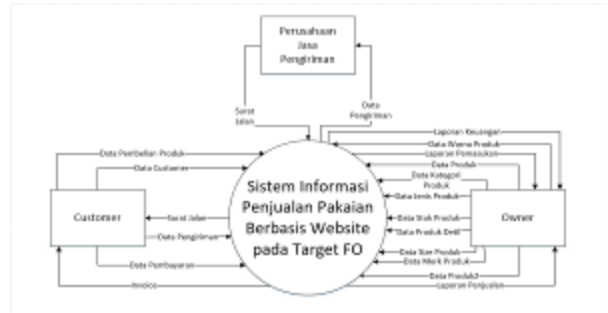 Perusahaan
Jasa
Pengiriman
Surat
Jalan
Data
Pengiriman
Laporan Keuangan
Data Warna Produk
Laporan Pemasukan
Data Pembelian Produk
Data Customer
Data Produk
Data Kategori
Produk
Data Jenis Produk
Sistem Informasi
Penjualan Pakaian
Berbasis Website
pada Target FO
Customer
Owner
Surat Jalan
Data Stok Produk
Data Pengiriman
Data Produk Detil
Data Size Produk
Data Merk Produk
Data Pembayaran
Invoice
Laporan Penjualan